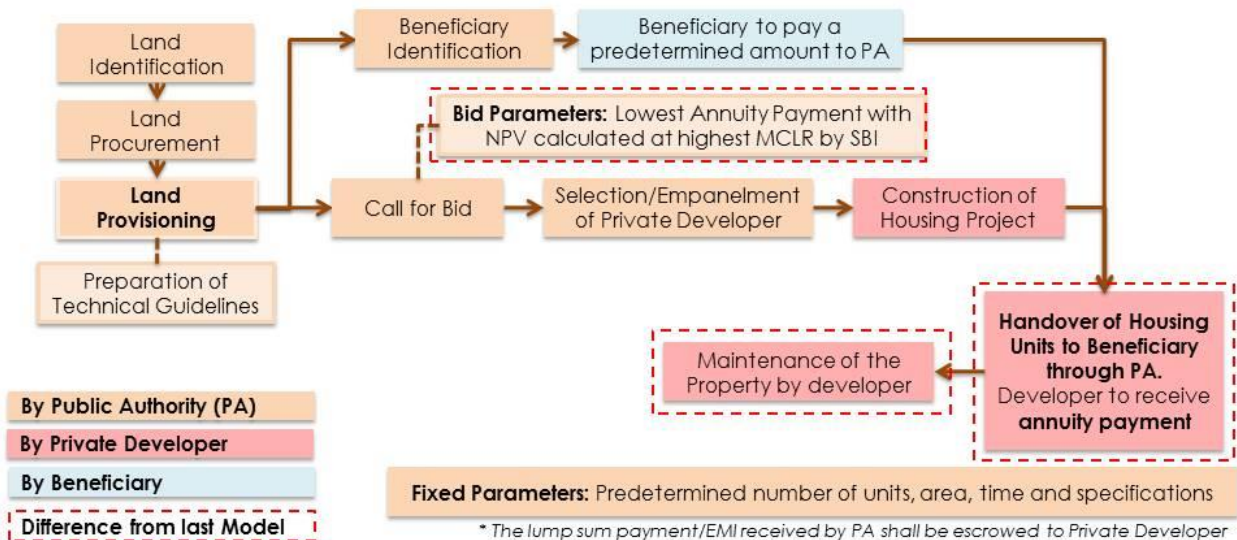 Land
Identification
Land
Procurement
Land
Provisioning
Preparation of
Technical Guidelines
Beneficiary
Identification
Beneficiary to pay a
predetermined amount to PA
Bid Parameters: Lowest Annuity Payment with
NPV calculated at highest MCLR by SBI
Call for Bid
Selection/Empanelment
of Private Developer
Construction of
Housing Project
Handover of Housing
Units to Beneficiary
through PA.
Developer to receive
annuity payment
Maintenance of the
Property by developer
By Public Authority (PA)
By Private Developer
By Beneficiary
Difference from last Model
Fixed Parameters: Predetermined number of units, area, time and specifications
* The lump sum payment/EMI received by PA shall be escrowed to Private Developer